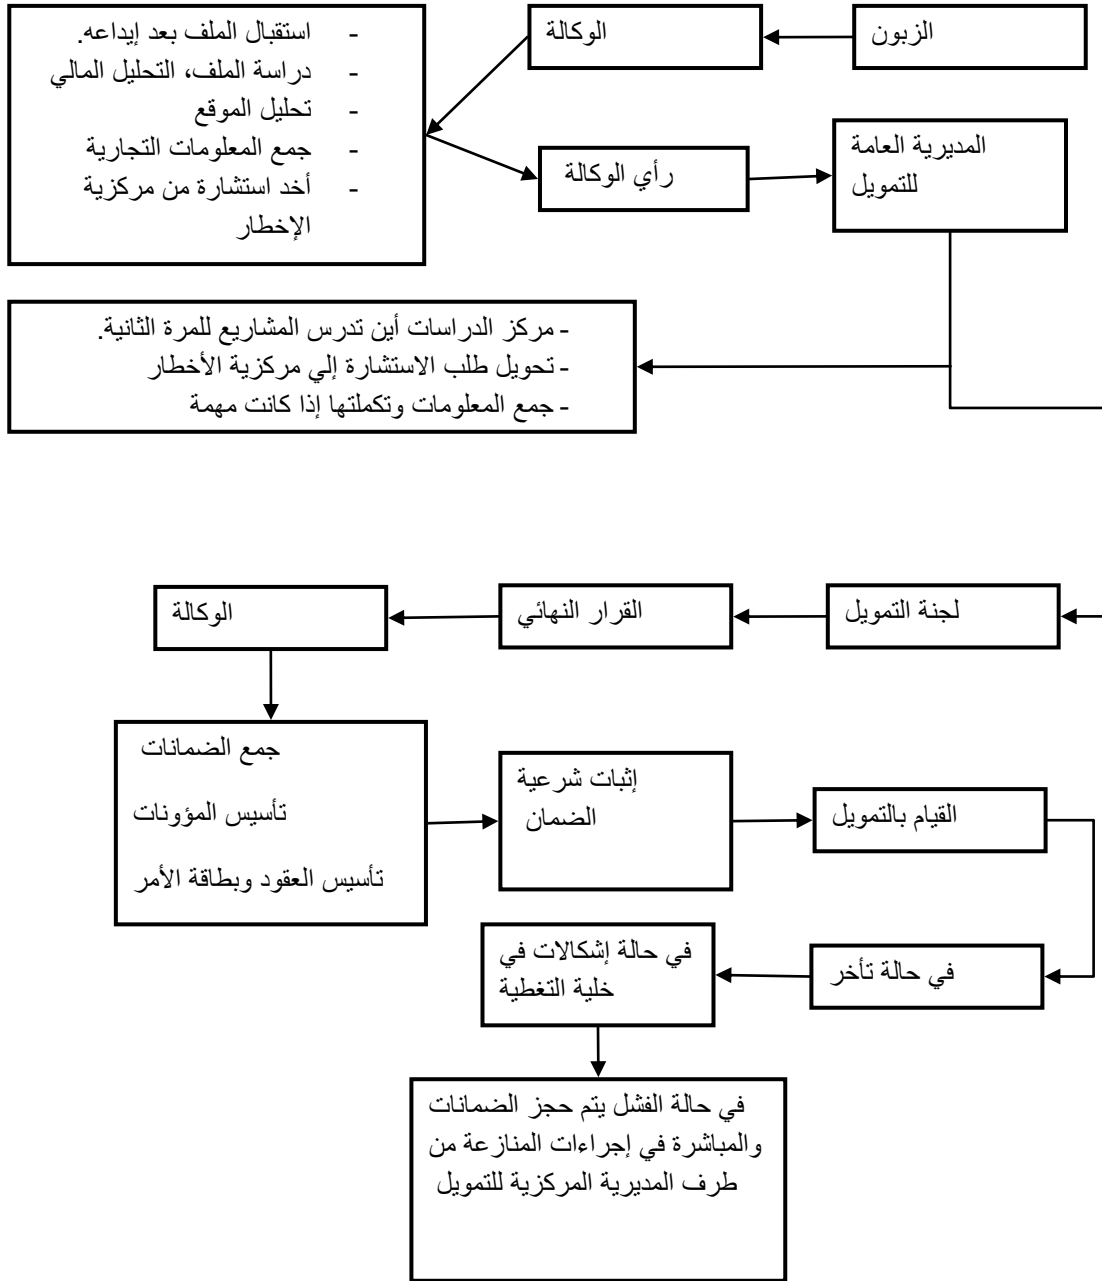 الزبون
الوكالة
- استقبال الملف بعد إيداعه.
- دراسة الملف، التحليل المالي
- تحليل الموقع
- جمع المعلومات التجارية
- أخد استشارة من مركزية
الإخطار
رأي الوكالة
المديرية العامة
للتمويل
- مركز الدراسات أين تدرس المشاريع للمرة الثانية.
- تحويل طلب الاستشارة إلي مركزية الأخطار
- جمع المعلومات وتكملتها إذا كانت مهمة
لجنة التمويل
القرار النهائي
الوكالة
جمع الضمانات
تأسيس المؤونات
تأسيس العقود وبطاقة الأمر
إثبات شرعية
الضمان
القيام بالتمويل
في حالة تأخر
في حالة إشكالات في
خلية التغطية
في حالة الفشل يتم حجز الضمانات
والمباشرة في إجراءات المنازعة من
طرف المديرية المركزية للتمويل